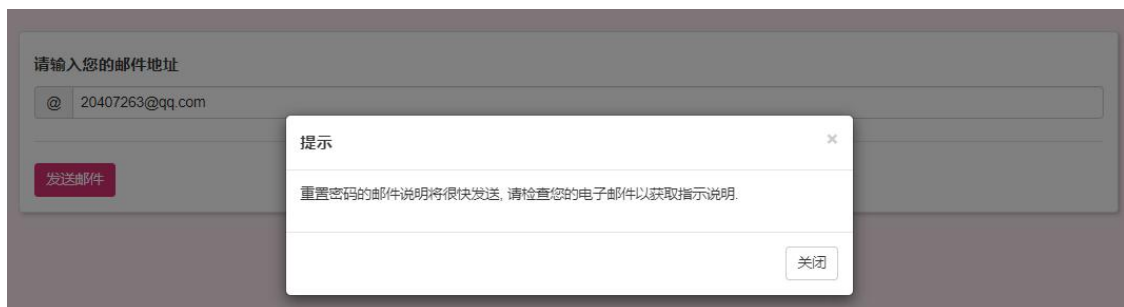 请输入您的邮件地址
@ 20407263@qq.com
提示 ×
发送邮件
重置密码的邮件说明将很快发送, 请检查您的电子邮件以获取指示说明.
关闭